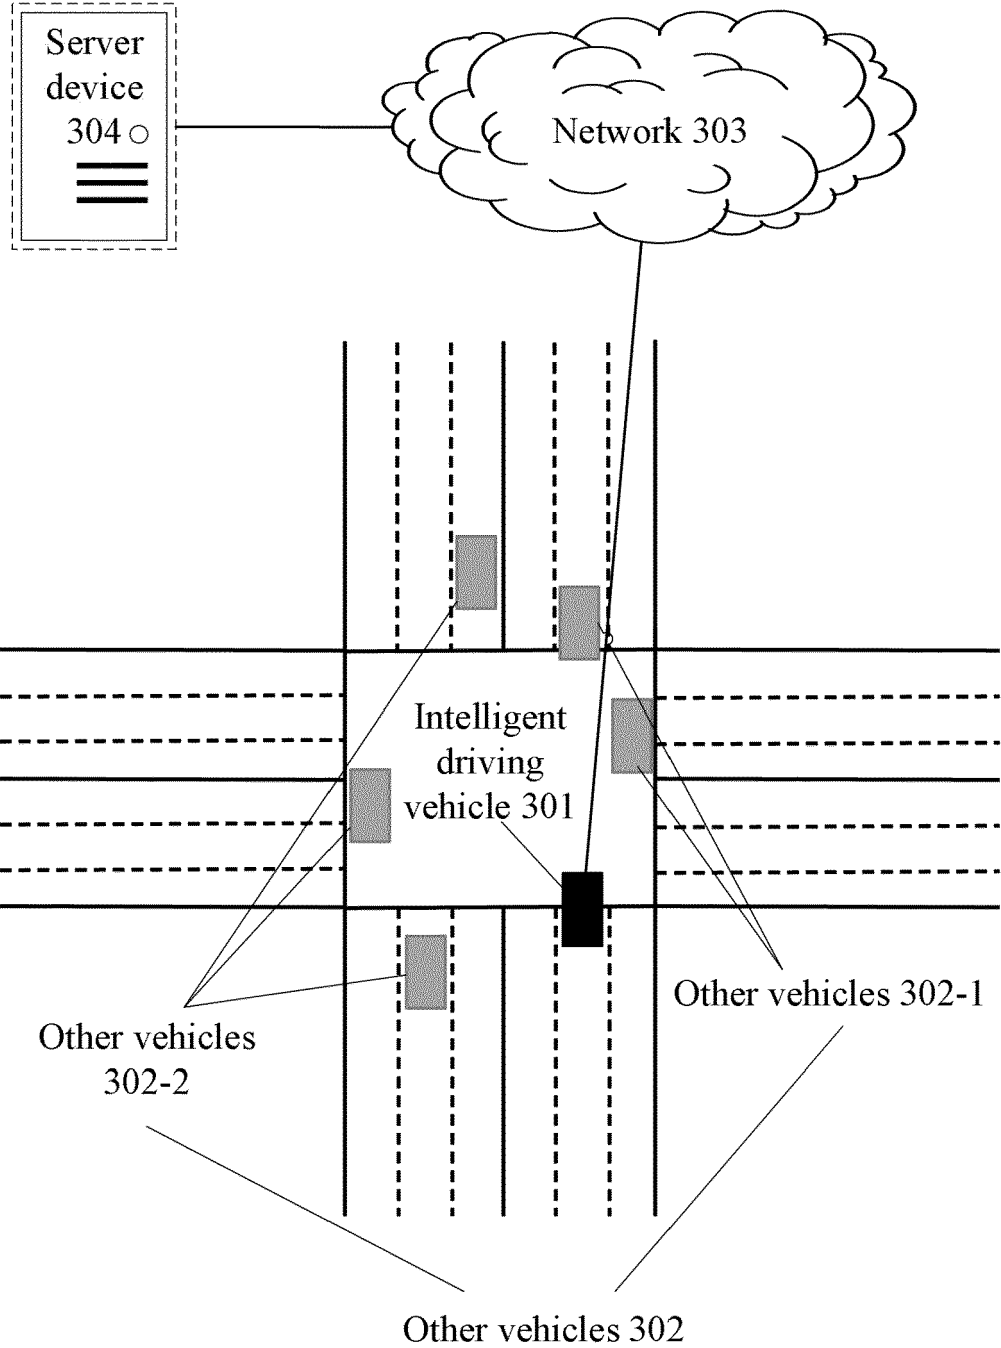 Server
device
304
Network 303
Intelligent
driving
vehicle 301
Other vehicles 302-1
Other vehicles
302-2
Other vehicles 302